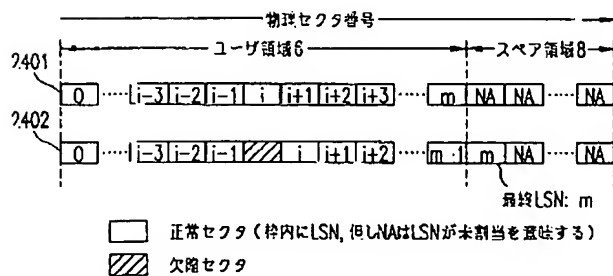 物理セクタ番号
ユーザ領域6 スペア領域8
2401
0 ‥‥ i-3 i-2 i-1 i i+1 i+2 i+3 ‥‥ m NA NA ‥‥ NA
2402
0 ‥‥ i-3 i-2 i-1 i i+1 i+2 ‥‥ m-1 m NA ‥‥ NA
最終LSN: m
正常セクタ(枠内にLSN, 但しNAはLSNが未割当を意味する)
欠陥セクタ